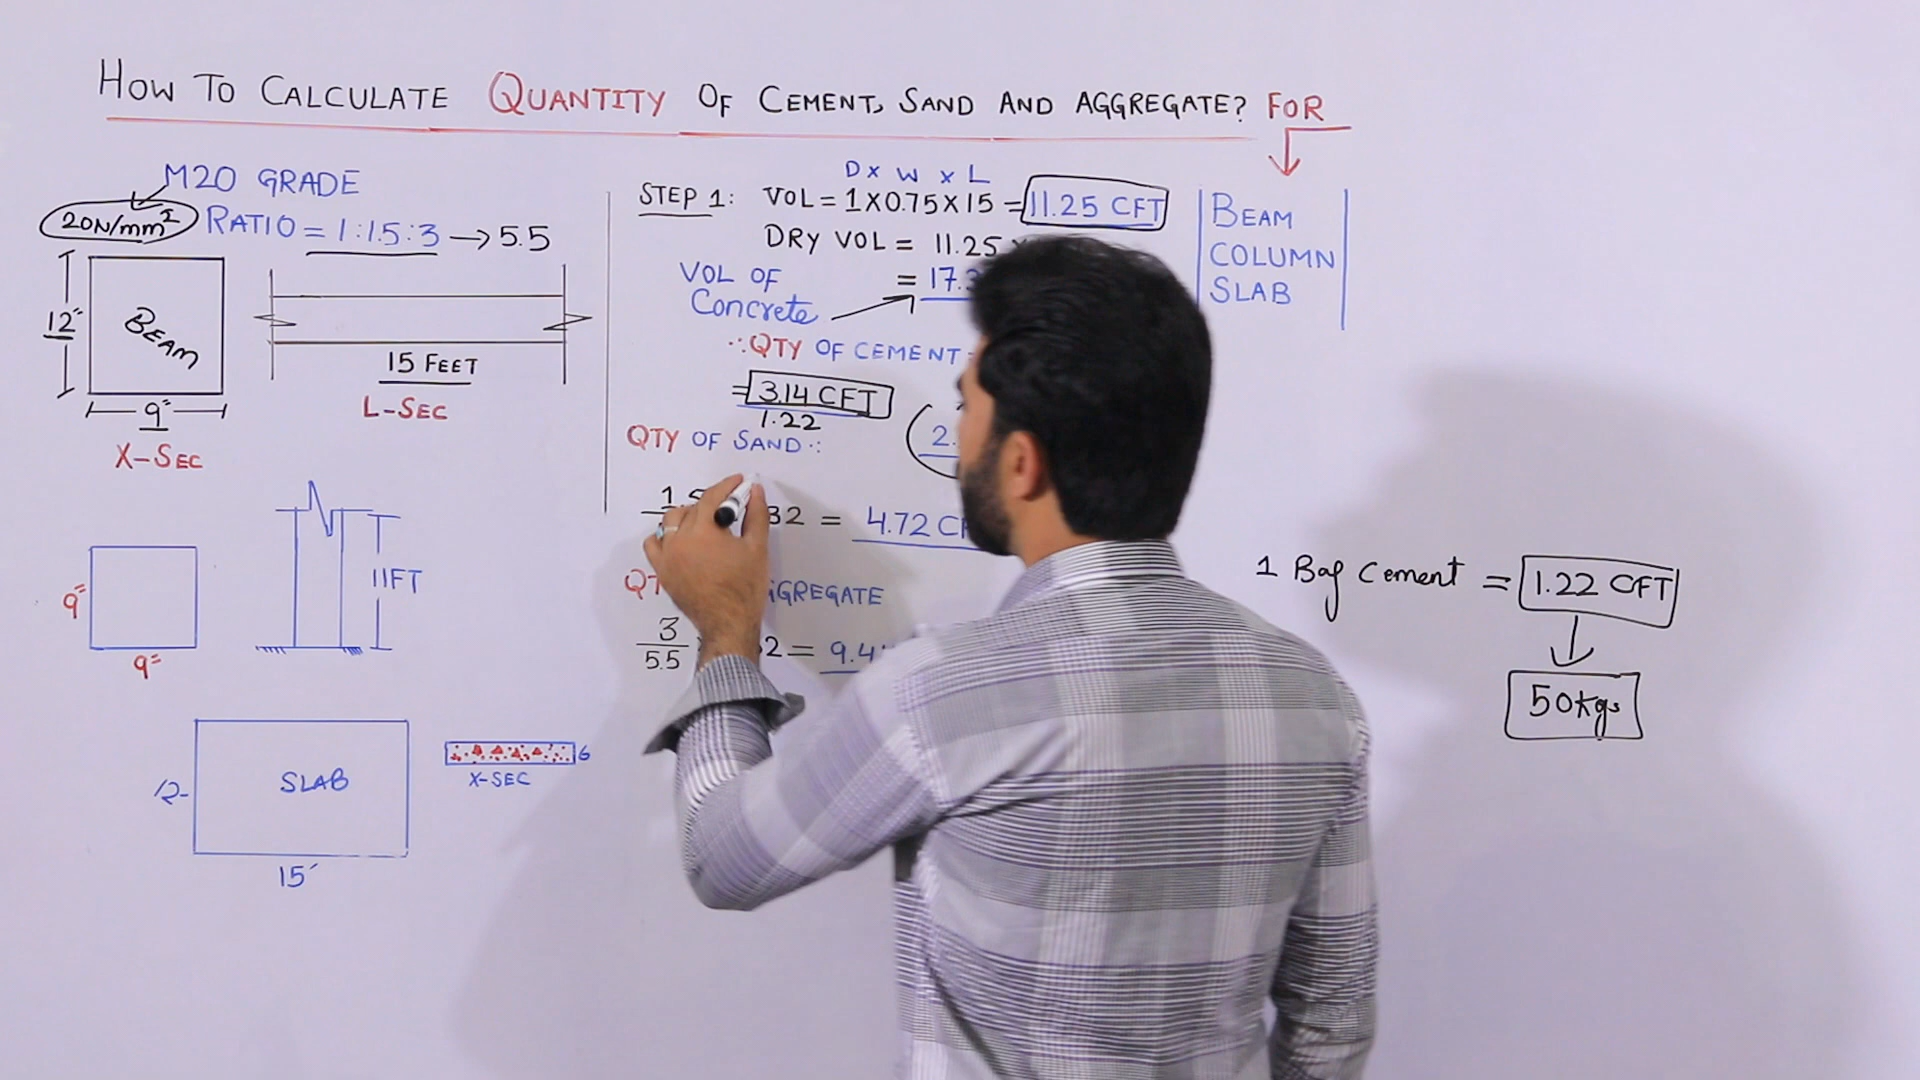 HOW TO CALCULATE QUANTITY OF CEMENT, SAND AND AGGREGATE? FOR
M20 GRADE
20N/mm²
RATIO = 1:1.5:3 → 5.5
12"
BEAM
9"
X-SEC
15 FEET
L-SEC
9"
9"
11FT
12-
SLAB
15'
6
X-SEC
D x W x L
STEP 1: VOL = 1X0.75X15 = 11.25 CFT
DRY VOL = 11.25
= 17.3
VOL OF
Concrete
∴QTY OF CEMENT
= 3.14 CFT
1.22
2.
QTY OF SAND ::
32 = 4.72
3
5.5
2 = 9.4
BEAM
COLUMN
SLAB
1 Bag Cement = 1.22 CFT
50kgs